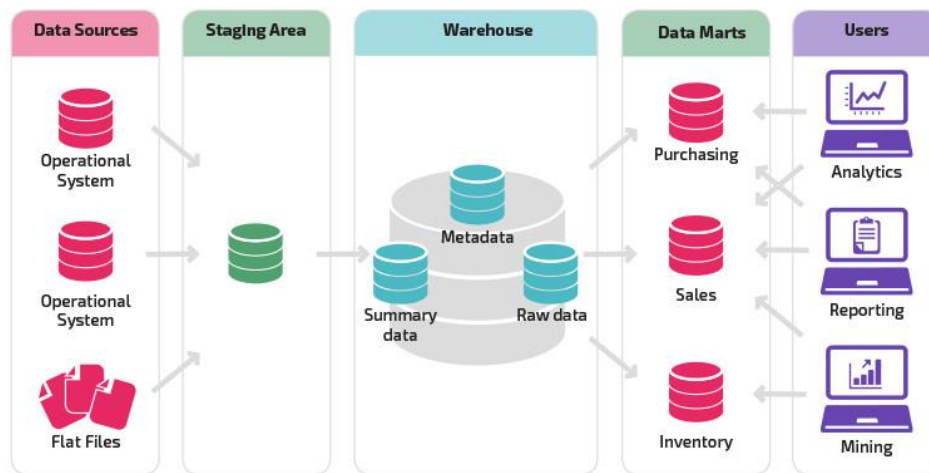 Data Sources
Staging Area
Warehouse
Data Marts
Users
Operational
System
Operational
System
Flat Files
Metadata
Summary
data
Raw data
Purchasing
Sales
Inventory
Analytics
Reporting
Mining